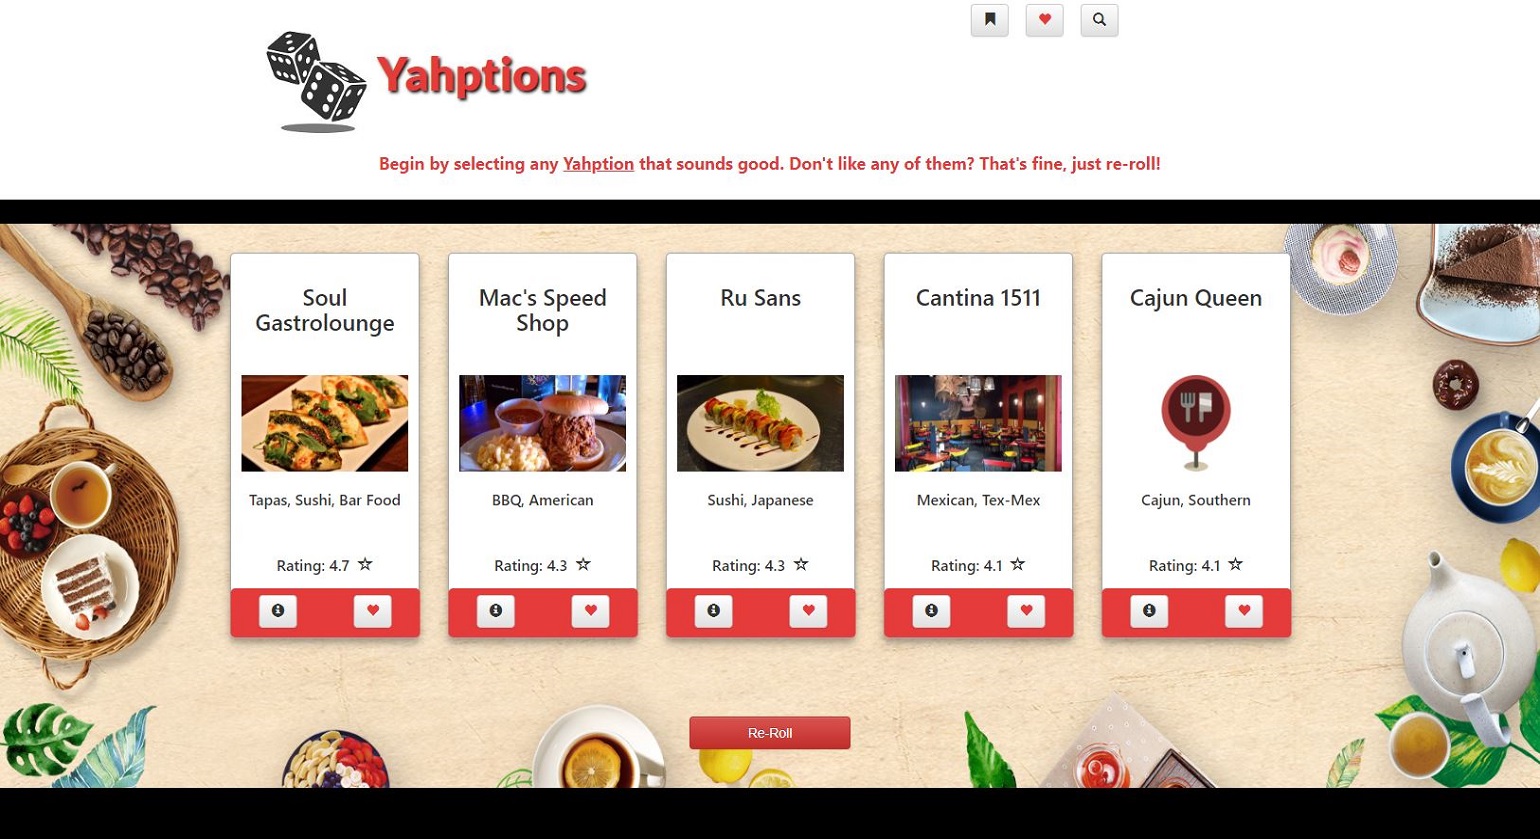 Yahptions
Begin by selecting any Yahption that sounds good. Don't like any of them? That's fine, just re-roll!
Soul
Gastrolounge
Tapas, Sushi, Bar Food
Rating: 4.7 ☆
Mac's Speed
Shop
BBQ, American
Rating: 4.3 ☆
Ru Sans
Sushi, Japanese
Rating: 4.3 ☆
Cantina 1511
Mexican, Tex-Mex
Rating: 4.1 ☆
Cajun Queen
Cajun, Southern
Rating: 4.1 ☆
Re-Roll